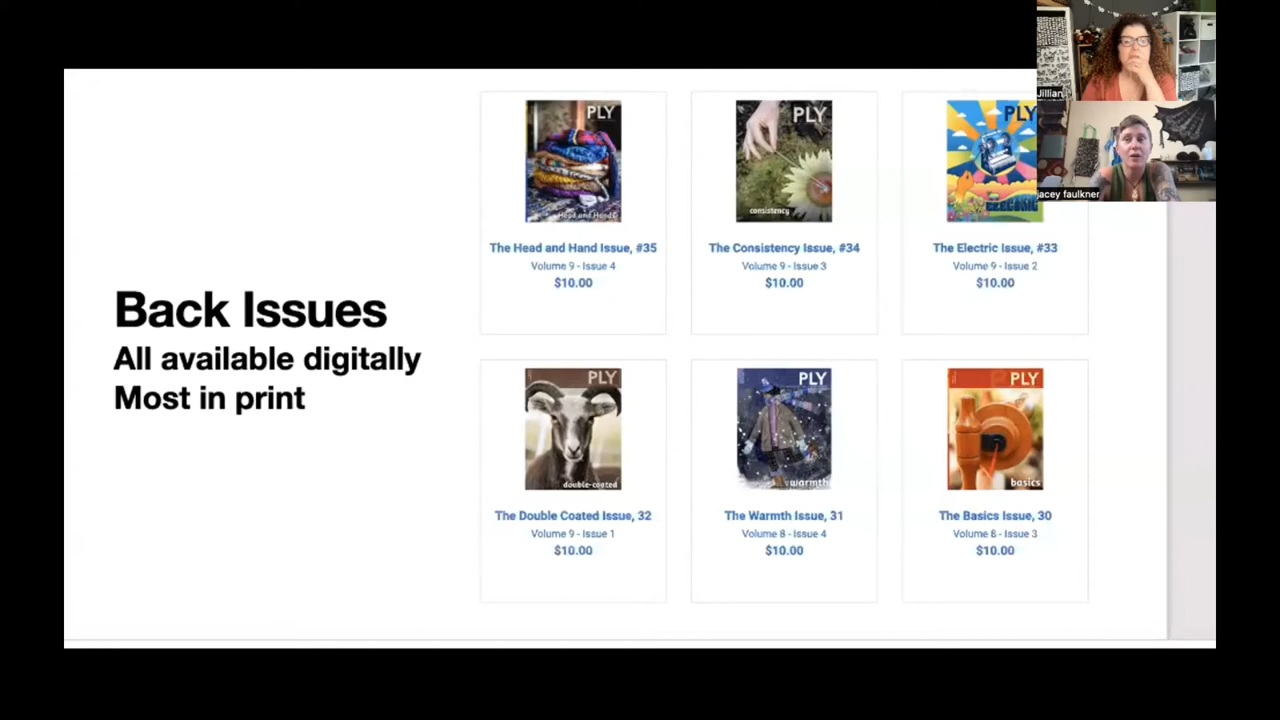 Jillian
jacey faulkner
Back Issues
All available digitally
Most in print
PLY
Head and Hand
The Head and Hand Issue, #35
Volume 9 - Issue 4
$10.00
PLY
consistency
The Consistency Issue, #34
Volume 9 - Issue 3
$10.00
PLY
ELECTRIC
The Electric Issue, #33
Volume 9 - Issue 2
$10.00
PLY
double-coated
The Double Coated Issue, 32
Volume 9 - Issue 1
$10.00
PLY
warmth
The Warmth Issue, 31
Volume 8 - Issue 4
$10.00
PLY
basics
The Basics Issue, 30
Volume 8 - Issue 3
$10.00